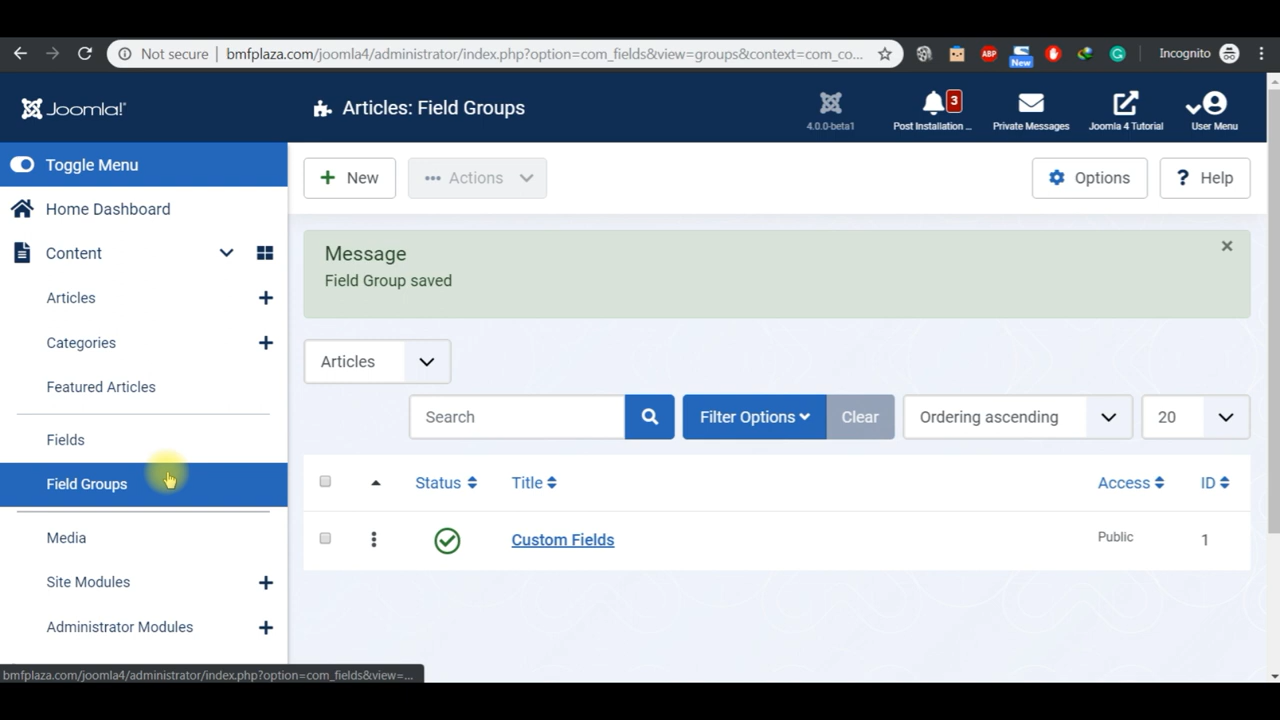 Not secure | bmfplaza.com/joomla4/administrator/index.php?option=com_fields&view=groups&context=com_co...
ABP
New
Incognito
Joomla!
Articles: Field Groups
4.0.0-beta1
3
Post Installation ...
Private Messages
Joomla 4 Tutorial
User Menu
Toggle Menu
+ New
••• Actions
Options
? Help
Home Dashboard
Content
Message
Field Group saved
×
Articles +
Categories +
Featured Articles
Articles
Search
Filter Options
Clear
Ordering ascending
20
Fields
Field Groups
Status
Title
Access
ID
Custom Fields
Public
1
Media
Site Modules +
Administrator Modules +
bmfplaza.com/joomla4/administrator/index.php?option=com_fields&view=...